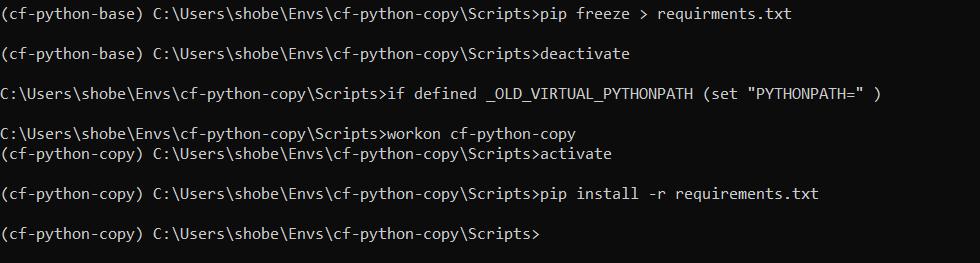 (cf-python-base) C:\Users\shobe\Envs\cf-python-copy\Scripts>pip freeze > requirments.txt
(cf-python-base) C:\Users\shobe\Envs\cf-python-copy\Scripts>deactivate
C:\Users\shobe\Envs\cf-python-copy\Scripts>if defined _OLD_VIRTUAL_PYTHONPATH (set "PYTHONPATH=" )
C:\Users\shobe\Envs\cf-python-copy\Scripts>workon cf-python-copy
(cf-python-copy) C:\Users\shobe\Envs\cf-python-copy\Scripts>activate
(cf-python-copy) C:\Users\shobe\Envs\cf-python-copy\Scripts>pip install -r requirements.txt
(cf-python-copy) C:\Users\shobe\Envs\cf-python-copy\Scripts>